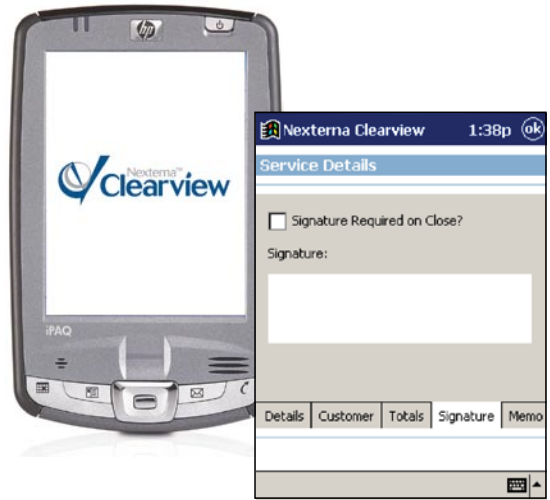 hp
Nexterna™
Clearview
iPAQ
Nexterna Clearview 1:38p ok
Service Details
Signature Required on Close?
Signature:
Details Customer Totals Signature Memo